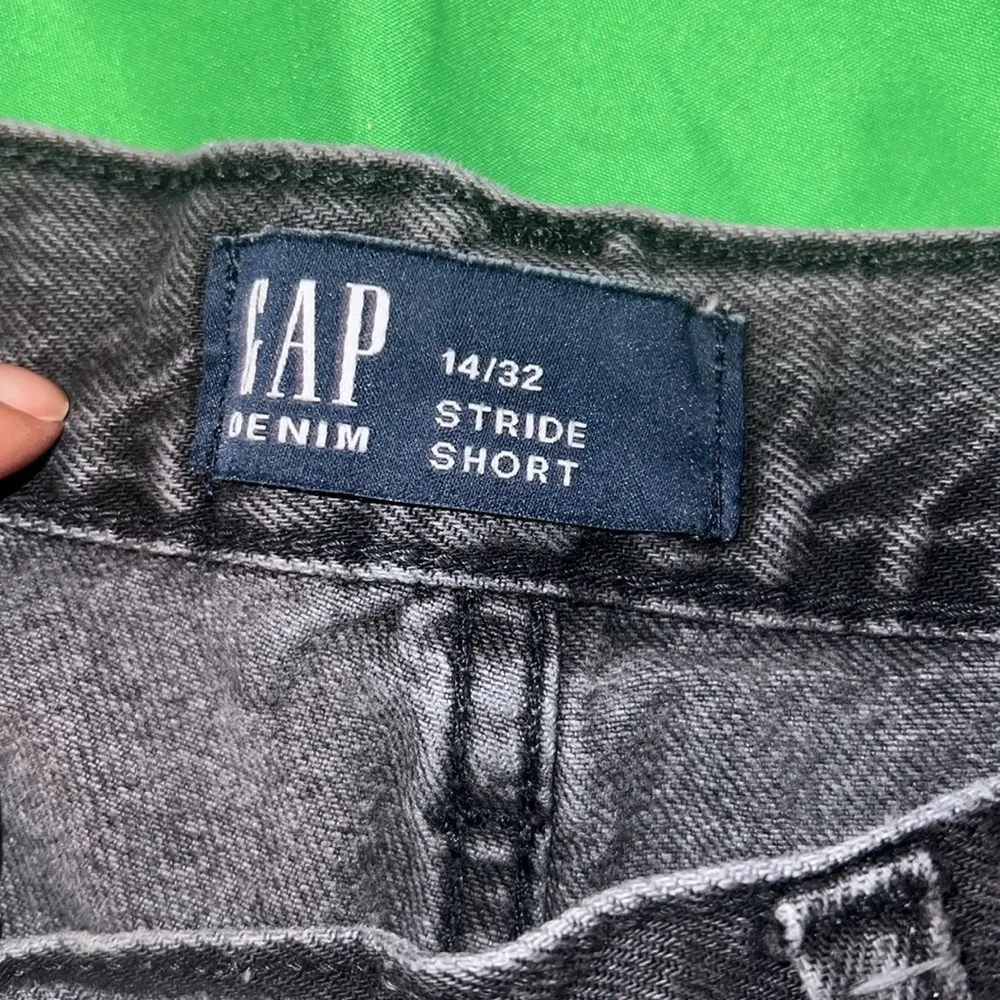 GAP
DENIM
14/32
STRIDE
SHORT